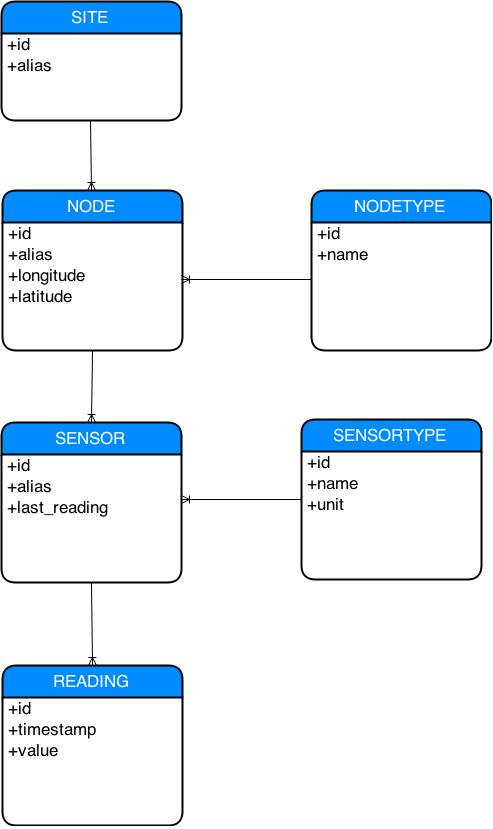 SITE
+id
+alias
NODE
+id
+alias
+longitude
+latitude
NODETYPE
+id
+name
SENSOR
+id
+alias
+last_reading
SENSORTYPE
+id
+name
+unit
READING
+id
+timestamp
+value